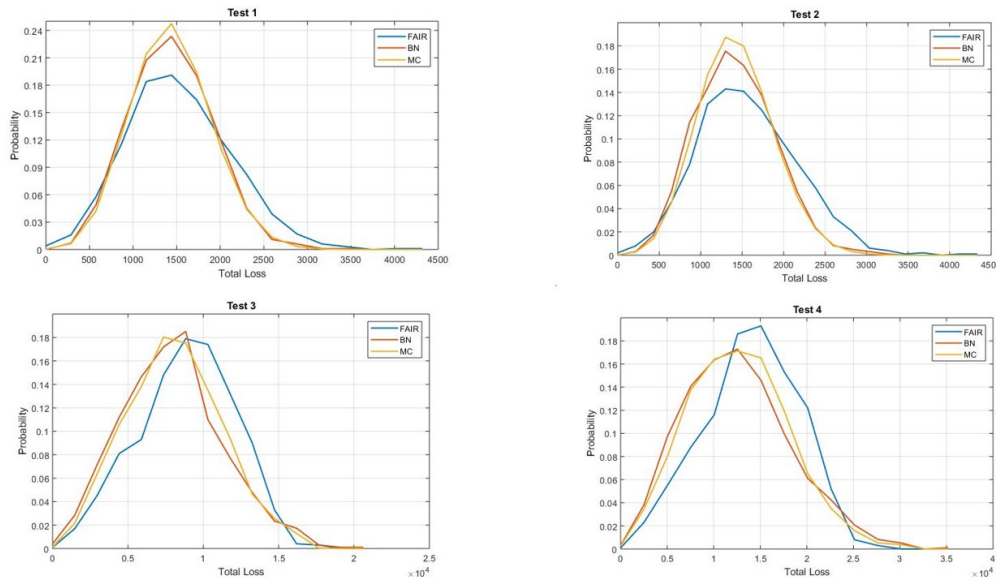 Test 1
0.24
0.21
0.18
0.15
0.12
0.09
0.06
0.03
0
Probability
FAIR
BN
MC
0 500 1000 1500 2000 2500 3000 3500 4000 4500
Total Loss
Test 2
0.18
0.16
0.14
0.12
0.1
0.08
0.06
0.04
0.02
0
Probability
FAIR
BN
MC
0 500 1000 1500 2000 2500 3000 3500 4000 4500
Total Loss
Test 3
0.18
0.16
0.14
0.12
0.1
0.08
0.06
0.04
0.02
0
Probability
FAIR
BN
MC
0 0.5 1 1.5 2 2.5
Total Loss
×10⁴
Test 4
0.18
0.16
0.14
0.12
0.1
0.08
0.06
0.04
0.02
0
Probability
FAIR
BN
MC
0 0.5 1 1.5 2 2.5 3 3.5 4
Total Loss
×10⁴